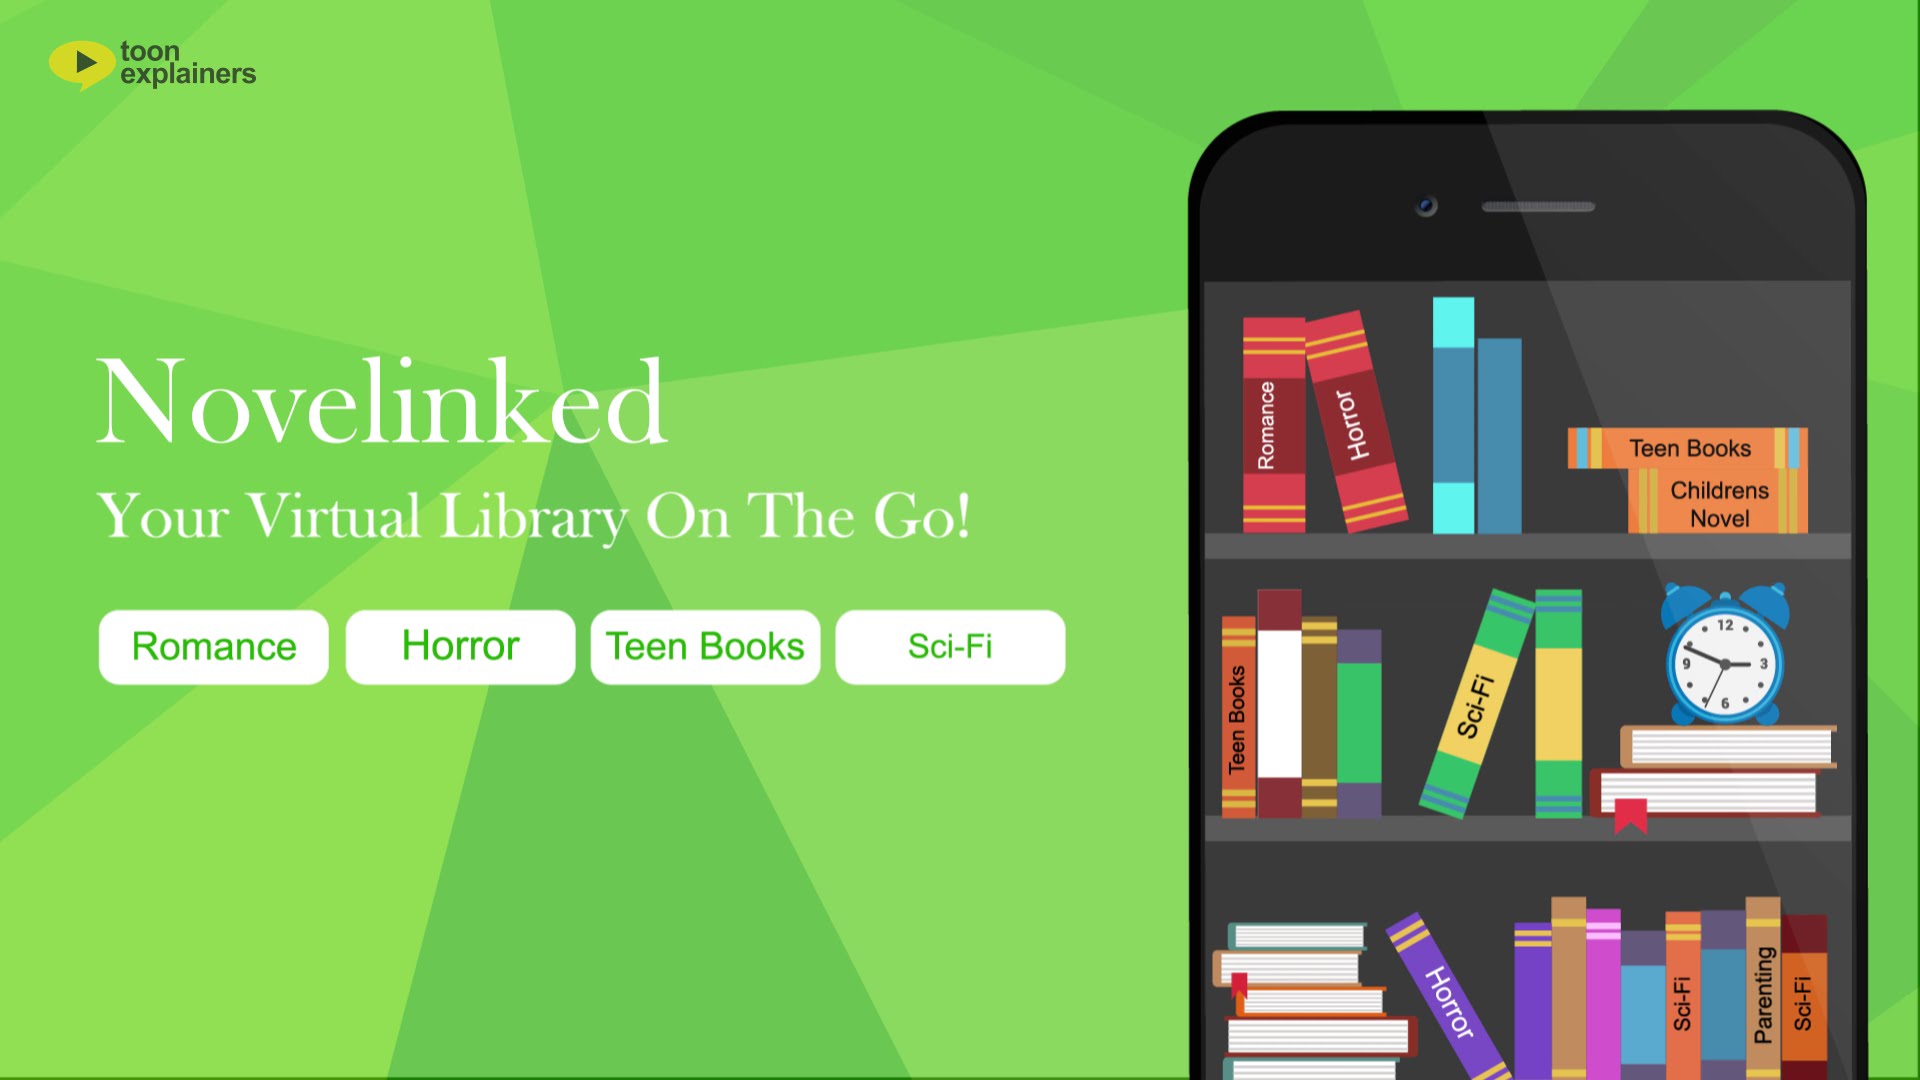 toon
explainers
Novelinked
Your Virtual Library On The Go!
Romance
Horror
Teen Books
Sci-Fi
Romance
Horror
Teen Books
Childrens
Novel
Teen Books
Sci-Fi
12
3
6
9
Horror
Sci-Fi
Parenting
Sci-Fi